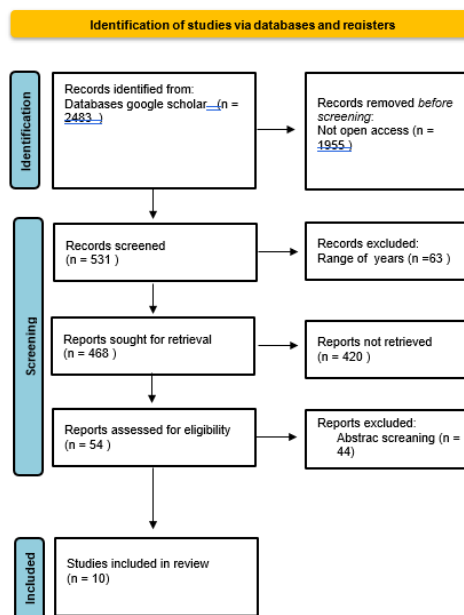 Identification of studies via databases and registers
Identification
Records identified from:
Databases google scholar (n =
2483 )
Records removed before
screening:
Not open access (n =
1955 )
Screening
Records screened
(n = 531 )
Records excluded:
Range of years (n =63 )
Reports sought for retrieval
(n = 468 )
Reports not retrieved
(n = 420 )
Reports assessed for eligibility
(n = 54 )
Reports excluded:
Abstrac screaning (n =
44)
Included
Studies included in review
(n = 10)